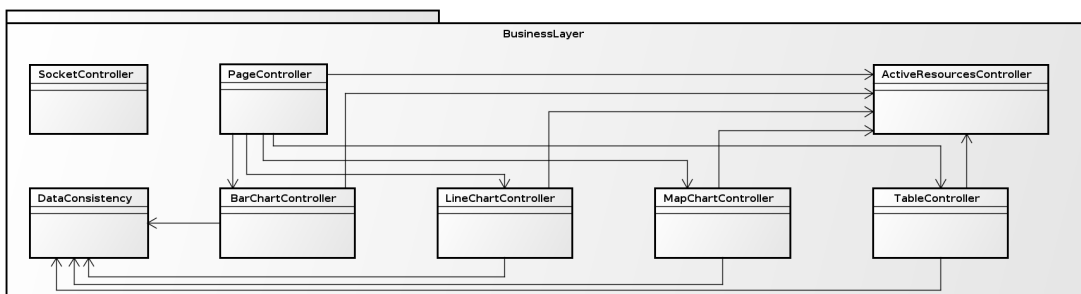 BusinessLayer
SocketController
PageController
ActiveResourcesController
DataConsistency
BarChartController
LineChartController
MapChartController
TableController